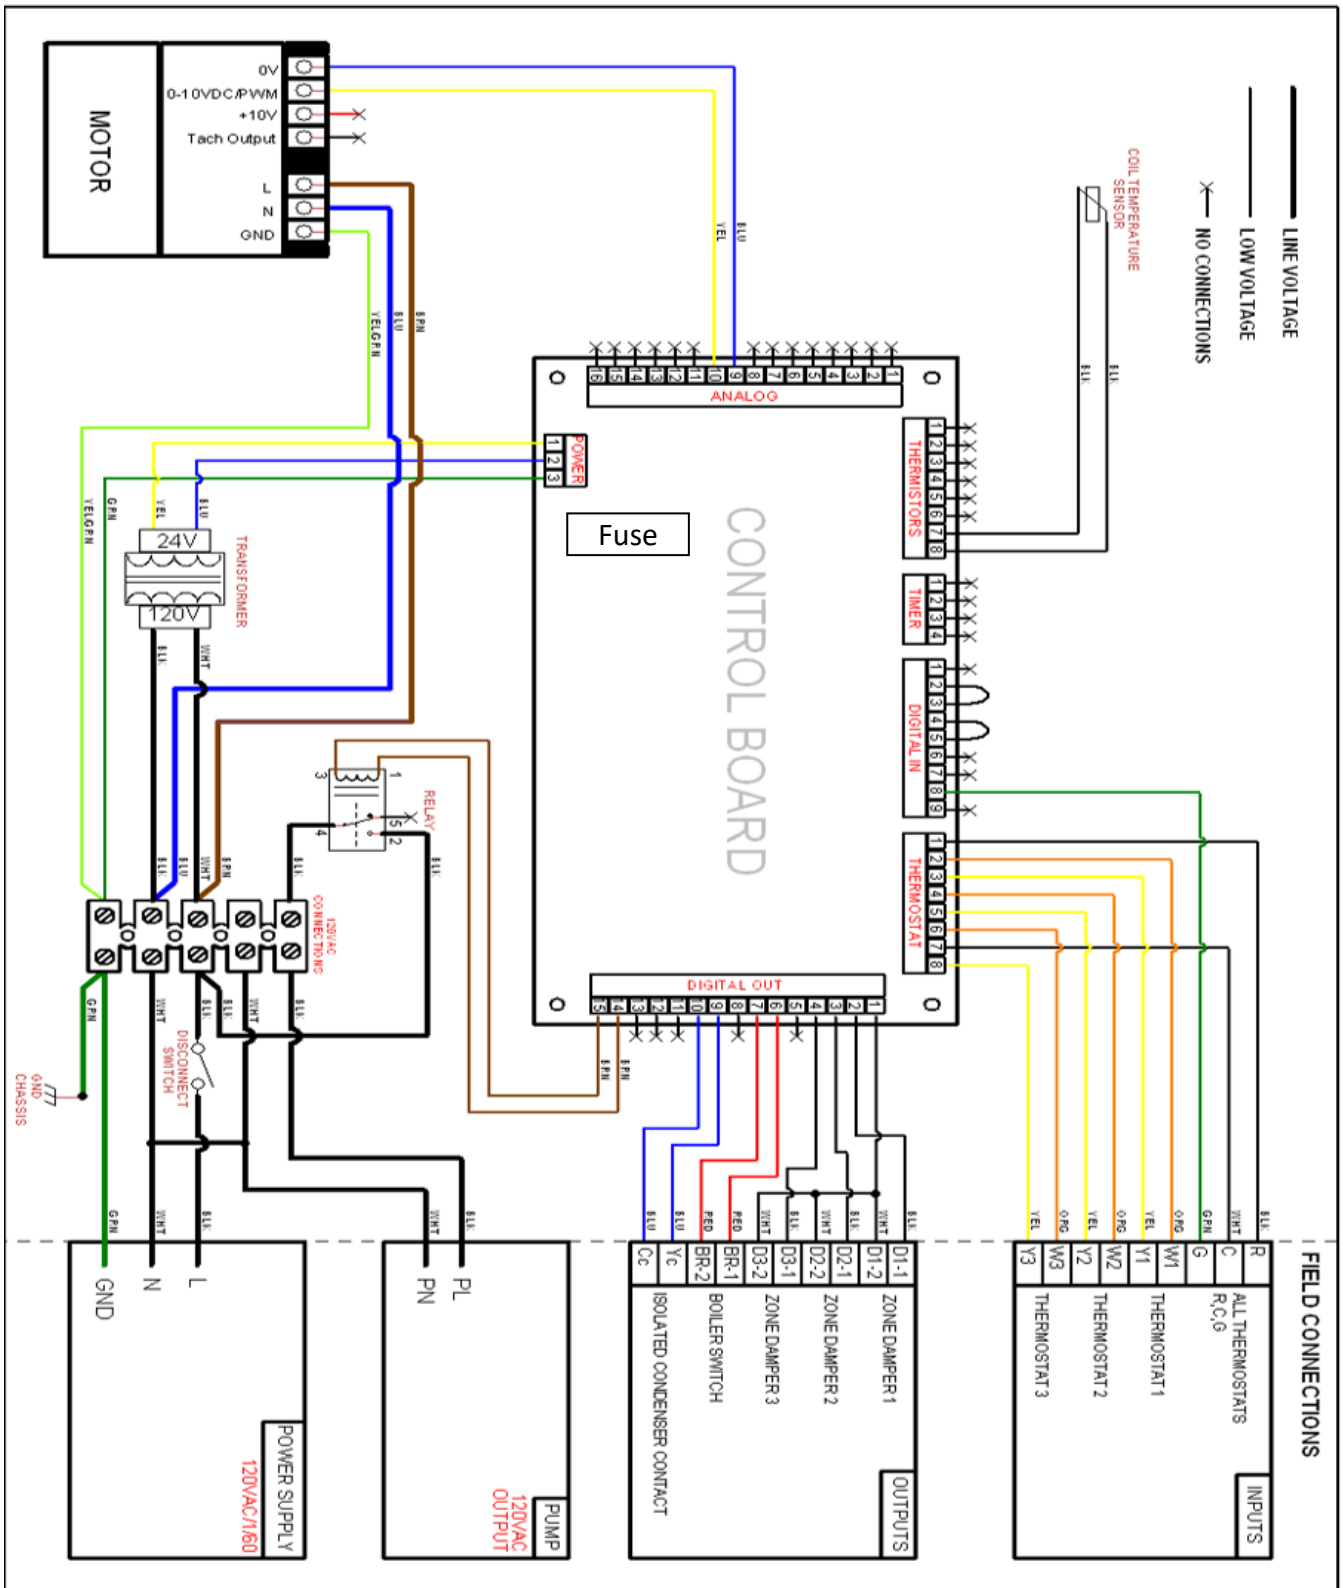 0V
0-10VDC/PWM
+10V
Tach Output
L
N
GND
MOTOR
LINE VOLTAGE
LOW VOLTAGE
NO CONNECTIONS
COIL TEMPERATURE
SENSOR
BLK
BLK
YEL
BLU
YELGRN
BLU
BRN
16 15 14 13 12 11 10 9 8 7 6 5 4 3 2 1
ANALOG
1 2 3
POWER
Fuse
CONTROL BOARD
1 2 3 4 5 6 7 8
THERMISTORS
1 2 3 4
TIMER
1 2 3 4 5 6 7 8 9
DIGITAL IN
1 2 3 4 5 6 7 8
THERMOSTAT
DIGITAL OUT
15 14 13 12 11 10 9 8 7 6 5 4 3 2 1
YELGRN
GRN
YEL
BLU
24V
120V
TRANSFORMER
BLK
WHT
3
1
4
5
2
RELAY
BLK
BLU
WHT
BRN
BLK
BLK
120VAC
CONNECTIONS
GRN
WHT
BLK
BLK
WHT
BLK
DISCONNECT
SWITCH
GND
CHASSIS
BRN
BRN
GRN
WHT
BLK
WHT
BLK
BLU
BLU
RED
RED
WHT
BLK
WHT
BLK
WHT
BLK
YEL
ORG
YEL
ORG
YEL
ORG
GRN
WHT
BLK
FIELD CONNECTIONS
GND
N
L
POWER SUPPLY
120VAC/1/60
PN
PL
PUMP
120VAC
OUTPUT
Cc
Yc
BR-2
BR-1
D3-2
D3-1
D2-2
D2-1
D1-2
D1-1
ISOLATED CONDENSER CONTACT
BOILER SWITCH
ZONE DAMPER 3
ZONE DAMPER 2
ZONE DAMPER 1
OUTPUTS
Y3
W3
Y2
W2
Y1
W1
G
C
R
THERMOSTAT 3
THERMOSTAT 2
THERMOSTAT 1
ALL THERMOSTATS
R,C,G
INPUTS